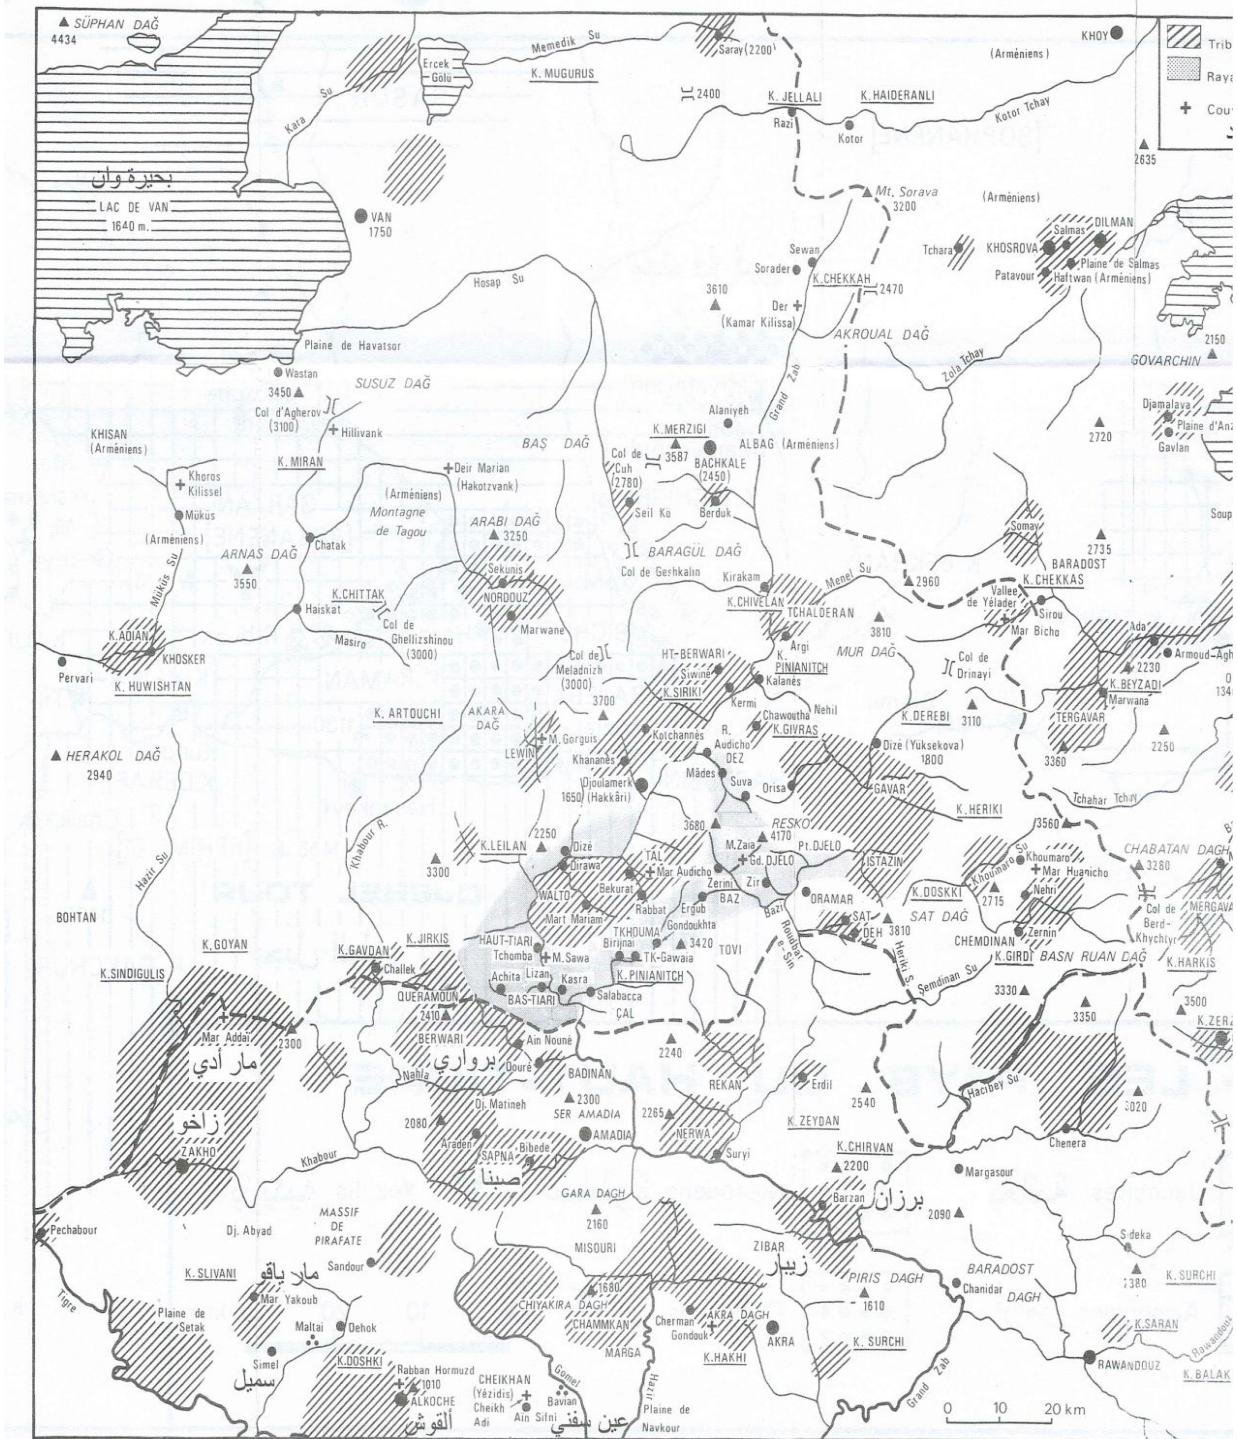 SÜPHAN DAĞ
4434
Ercek
Gölü
Memedik Su
Saray (2200)
K. MUGURUS
KHOY
(Arméniens)
Trib
Raya
Cou
Kara Su
2400
K. JELLALI
Razi
K. HAIDERANLI
Kotor
Kotor Tchay
2635
بحيرة وان
LAC DE VAN
1640 m.
VAN
1750
Mt. Sorava
3200
(Arméniens)
Tchara
KHOSROVA
Salmas
DILMAN
Plaine de Salmas
Patavour
Haftwan (Arméniens)
Sewan
Sorader
K.CHEKKAH
2470
Hosap Su
3610
Der
(Kamar Kilissa)
AKROUAL DAĞ
Plaine de Havatsor
Wastan
3450
SUSUZ DAĞ
Col d'Agherov
(3100)
Hillivank
Grand Zab
Zola Tchay
2150
GOVARCHIN
Djamalava
Plaine d'Anz
Gavlan
2720
KHISAN
(Arméniens)
K. MIRAN
BAŞ DAĞ
Alaniyeh
K. MERZIGI
3587
ALBAG (Arméniens)
BACHKALE
(2450)
Col de
Cuh
(2780)
Seil Kö
Berduk
Khoros
Kilissel
Müküs
(Arméniens)
Deir Marian
(Hakotzvank)
(Arméniens)
Montagne
de Tagou
ARABI DAĞ
3250
Chatak
ARNAS DAĞ
3550
Müküs Su
Somay
Soup
2735
BARADOST
BARAGÜL DAĞ
Col de Geshkalin
Kirakam
K.CHIVELAN
TCHALDERAN
Menel Su
2960
K. CHEKKAS
Vallee
de Yélader
Sirou
Mar Bicho
Sekunis
NORDOUZ
Marwane
K.CHITTAK
Haiskat
Col de
Ghellizshinou
(3000)
Masiro
K.ADIAN
KHOSKER
Pervari
K. HUWISHTAN
Argi
K.
PINIANITCH
Kalanès
3810
MUR DAĞ
Col de
Drinayi
Ada
Armoud-Agh
2230
K. BEYZADI
Marwana
TERGAVAR
1340
Col de
Meladnizh
(3000)
HT-BERWARI
Siwine
K. SIRIKI
Kermi
Nehil
3700
K. ARTOUCHI
AKARA
DAĞ
Chawoutha
K.GIVRAS
K.DEREBI
3110
LEWIN
M. Gorguis
Kotchannès
R.
Audicho
DEZ
Dizé (Yüksekova)
1800
2250
3360
HERAKOL DAĞ
2940
Khananès
Mâdes
Djoulamerk
1650 (Hakkâri)
Suva
Orisa
GAVAR
K. HERIKI
Tchahar Tchay
Hazir Su
Khabour R.
3300
K.LEILAN
2250
Dizé
Dirawa
WALTO
3680
RESKO
4170
M.Zaia
Gd. DJELO
Pt. DJELO
TAL
Mar Audicho
Bekurat
Rabbat
Zerini
BAZ
Zir
Bazi
ISTAZIN
3560
Khoumaro Su
Khoumaro
Mar Huanicho
CHABATAN DAGH
3280
K. DOSKKI
2715
Nehri
ORAMAR
Mart Mariam
Ergub
Gondoukhta
SAT
DEH
SAT DAĞ
3810
Zernin
CHEMDINAN
Col de
Berd-
Khychtyr
MERGAVA
BOHTAN
K. GOYAN
K.JIRKIS
HAUT-TIARI
Tchomba
M. Sawa
TKHOUMA
Birijnai
TK-Gawaia
3420
TOVI
Roudbat
-e-Sin
Heriki S.
K.GIRDI
BASN RUAN DAĞ
K.HARKIS
K.SINDIGULIS
K.GAVDAN
Challek
Lizan
Achita
Kasra
K. PINIANITCH
Salabacca
ÇAL
BAS-TIARI
Şemdinan Su
3330
3350
3500
K.ZERZ
QUERAMOUN
2410
Mar Addaï
2300
مار أدي
BERWARI
برواري
Ain Nouné
Douré
BADINAN
2240
REKAN
Nahla
Erdil
2540
Hacibey Su
3020
Dj. Matineh
2300
SER AMADIA
زاخو
ZAKHO
2080
Araden
SAPNA
Bibede
صبنا
AMADIA
2265
NERWA
K. ZEYDAN
Suryi
Chenera
Khabour
K. CHIRVAN
2200
Margasour
GARA DAGH
2160
Barzan
برزان
Pechabour
Dj. Abyad
MASSIF
DE
PIRAFATE
Sandour
MISOURI
ZIBAR
زيبار
2090
Sideka
1380
PIRIS DAGH
1610
BARADOST
DAGH
Chanidar
K. SURCHI
K. SLIVANI
مار ياقو
Mar Yakoub
Tigre
Plaine de
Setak
Maltai
Dehok
Simel
سميل
CHIYAKIRA DAGH
1680
CHAMMKAN
Cherman
Gondouk
AKRA DAGH
AKRA
MARGA
K.HAKHI
K. SURCHI
K.SARAN
RAWANDOUZ
Rawandouz
K. BALAK
K.DOSHKI
Rabban Hormuzd
1010
ALKOCHE
ألقوش
CHEIKHAN
(Yézidis)
Cheikh
Adi
Ain Sifni
عين سفني
Gomel
Bavian
Hazir
Plaine de
Navkour
Grand Zab
0 10 20 km